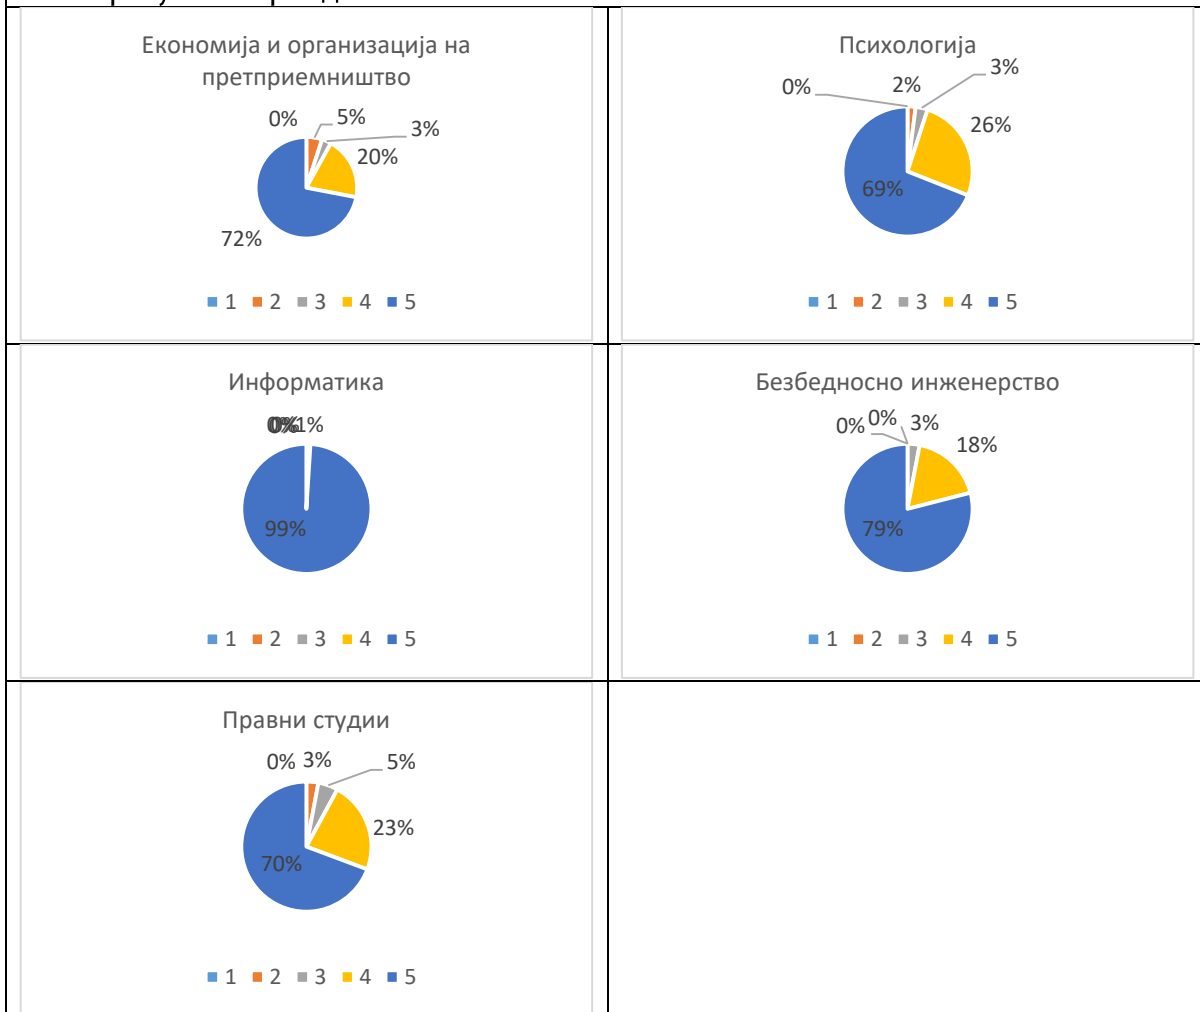 Економија и организација на
претприемништво
0% 5% 3%
20%
72%
1 2 3 4 5
Психологија
0% 2% 3%
26%
69%
1 2 3 4 5
Информатика
0% 1%
99%
1 2 3 4 5
Безбедносно инженерство
0% 0% 3%
18%
79%
1 2 3 4 5
Правни студии
0% 3% 5%
23%
70%
1 2 3 4 5